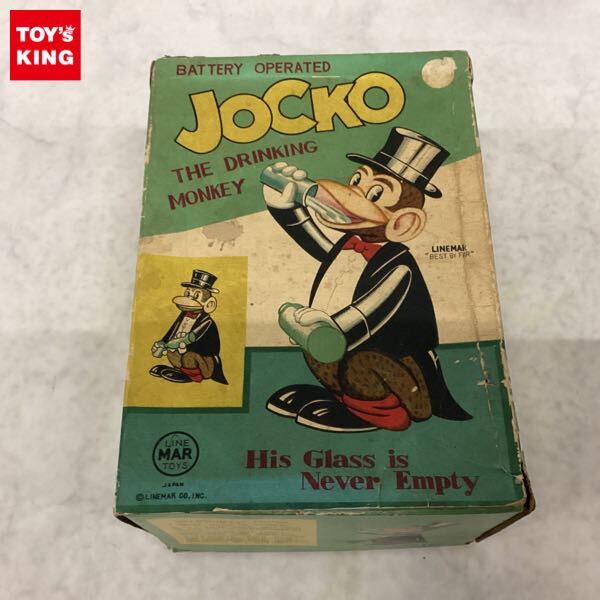 TOY'S
KING
BATTERY OPERATED
JOCKO
THE DRINKING
MONKEY
LINEMAR
"BEST BY FAR"
LINE
MAR
TOYS
JAPAN
©LINEMAR CO., INC.
His Glass is
Never Empty